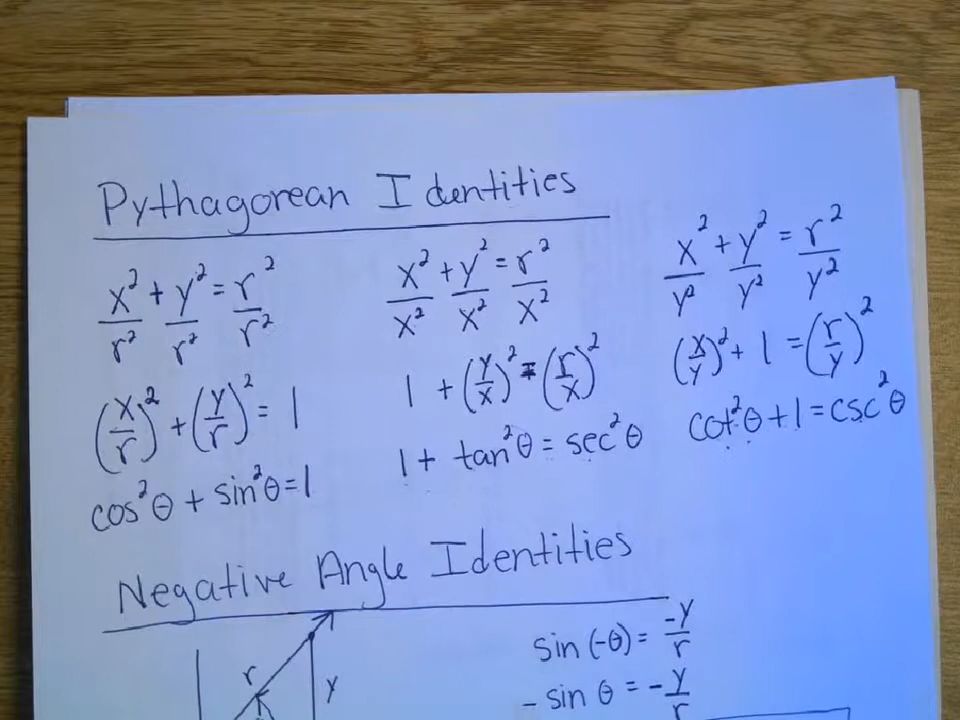 Pythagorean Identities
x²/r² + y²/r² = r²/r²
(x/r)² + (y/r)² = 1
cos²θ + sin²θ = 1
x²/x² + y²/x² = r²/x²
1 + (y/x)² = (r/x)²
1 + tan²θ = sec²θ
x²/y² + y²/y² = r²/y²
(x/y)² + 1 = (r/y)²
cot²θ + 1 = csc²θ
Negative Angle Identities
r
y
sin(-θ) = -y/r
- sin θ = - y/r